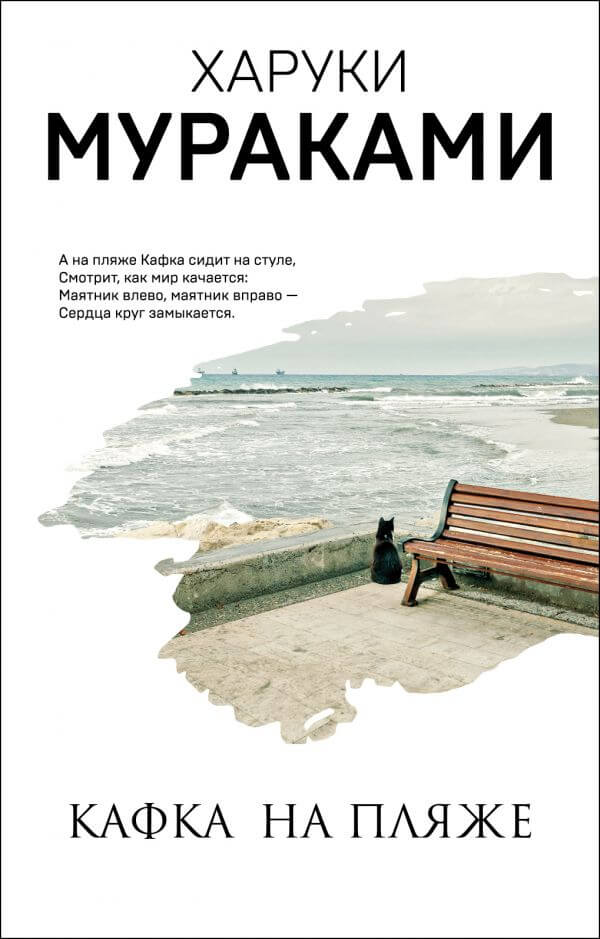 ХАРУКИ
МУРАКАМИ
А на пляже Кафка сидит на стуле,
Смотрит, как мир качается:
Маятник влево, маятник вправо —
Сердца круг замыкается.
КАФКА НА ПЛЯЖЕ